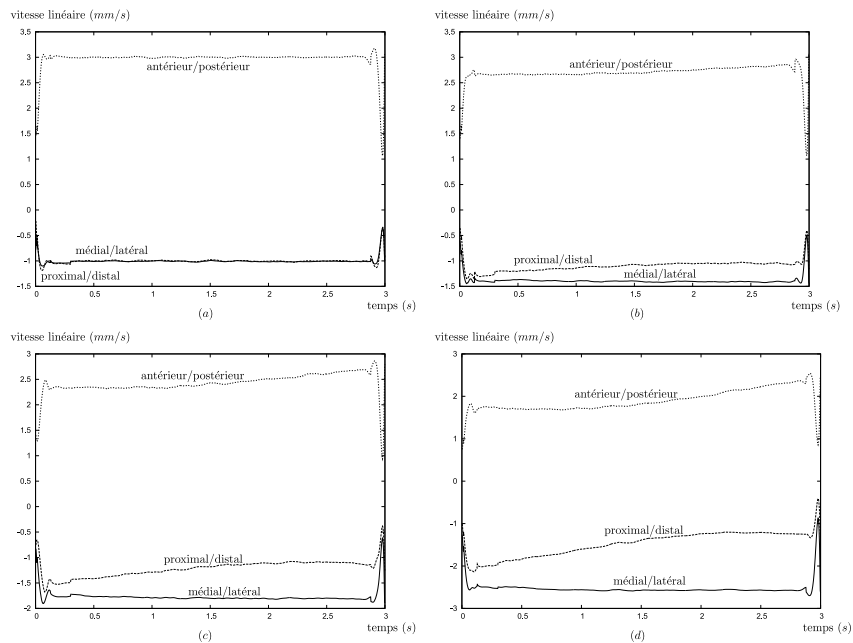 vitesse linéaire (mm/s)
3.5
3
2.5
2
1.5
1
0.5
0
-0.5
-1
-1.5
antérieur/postérieur
médial/latéral
proximal/distal
0
0.5
1
1.5
2
2.5
3
temps (s)
(a)
vitesse linéaire (mm/s)
3.5
3
2.5
2
1.5
1
0.5
0
-0.5
-1
-1.5
antérieur/postérieur
proximal/distal
médial/latéral
0
0.5
1
1.5
2
2.5
3
temps (s)
(b)
vitesse linéaire (mm/s)
3
2.5
2
1.5
1
0.5
0
-0.5
-1
-1.5
-2
antérieur/postérieur
proximal/distal
médial/latéral
0
0.5
1
1.5
2
2.5
3
temps (s)
(c)
vitesse linéaire (mm/s)
3
2
1
0
-1
-2
-3
antérieur/postérieur
proximal/distal
médial/latéral
0
0.5
1
1.5
2
2.5
3
temps (s)
(d)